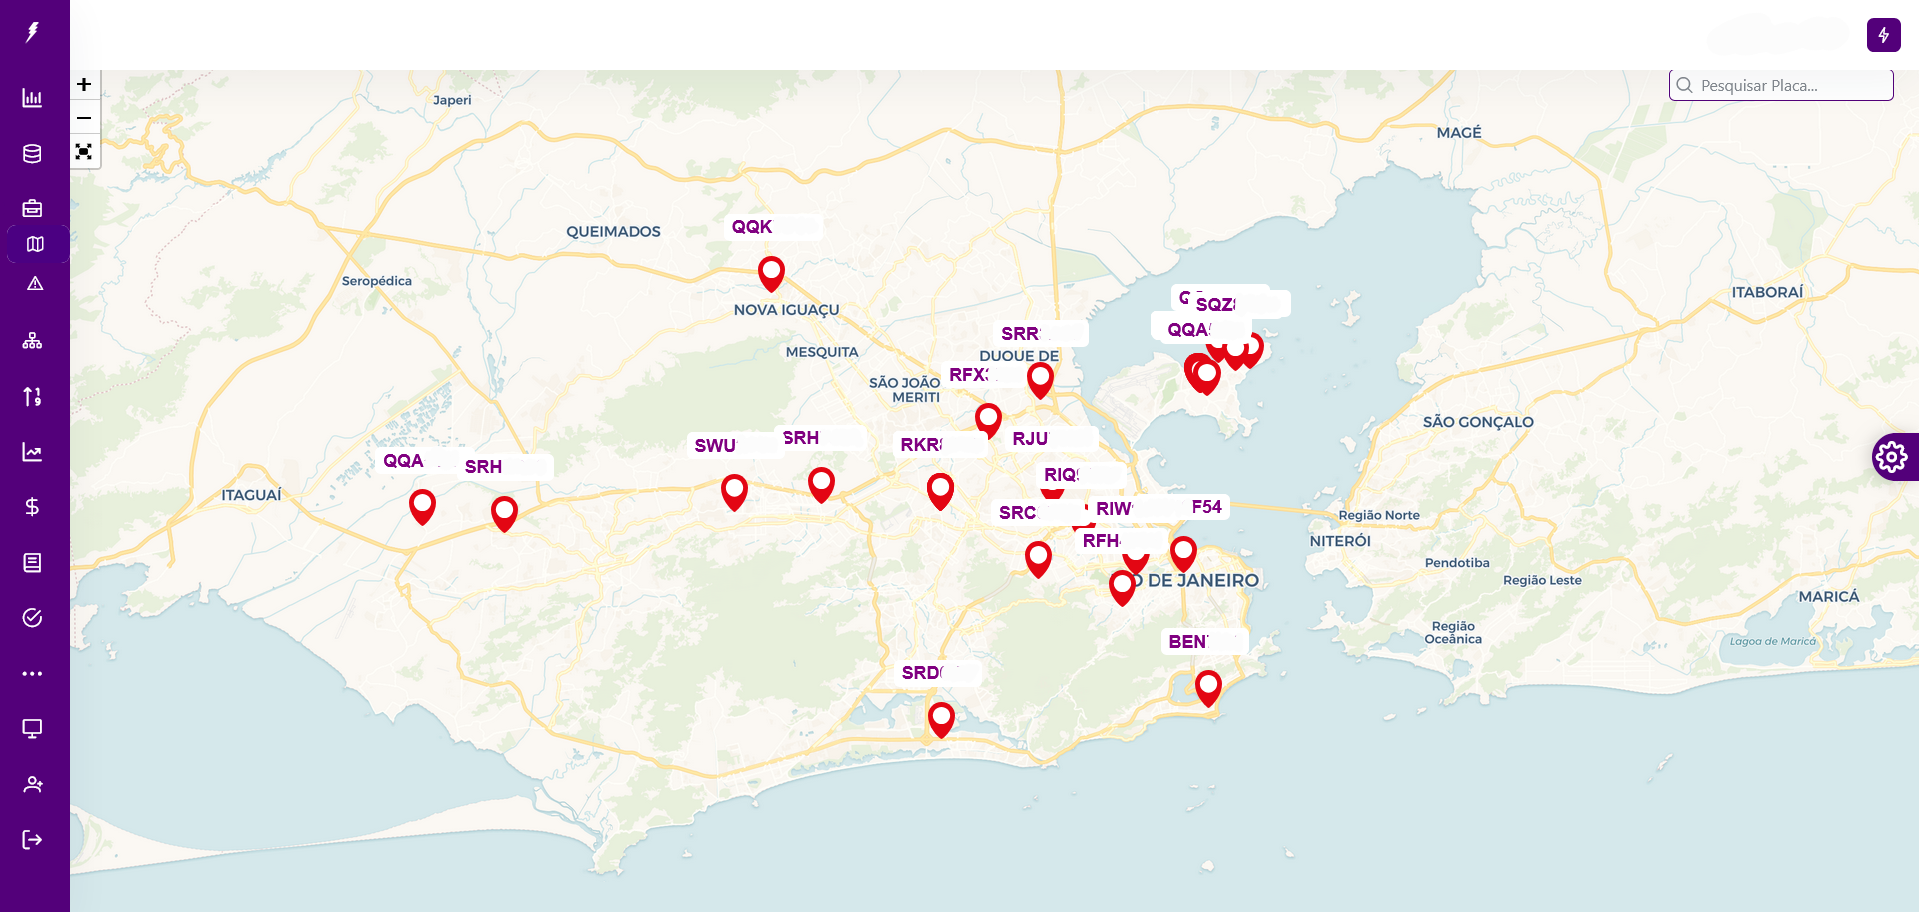 Pesquisar Placa...
+
−
Japeri
MAGÉ
QQK
QUEIMADOS
Seropédica
ITABORAÍ
SQZ
NOVA IGUAÇU
QQA
SRR
MESQUITA
DUQUE DE
RFX
SÃO JOÃO
MERITI
SÃO GONÇALO
SWU
SRH
RKR8
RJU
QQA
SRH
RIQ
ITAGUAÍ
SRC
RIW
F54
Região Norte
NITERÓI
RFH
Pendotiba
O DE JANEIRO
Região Leste
MARICÁ
Região
Oceânica
BEN
Lagoa de Maricá
SRD